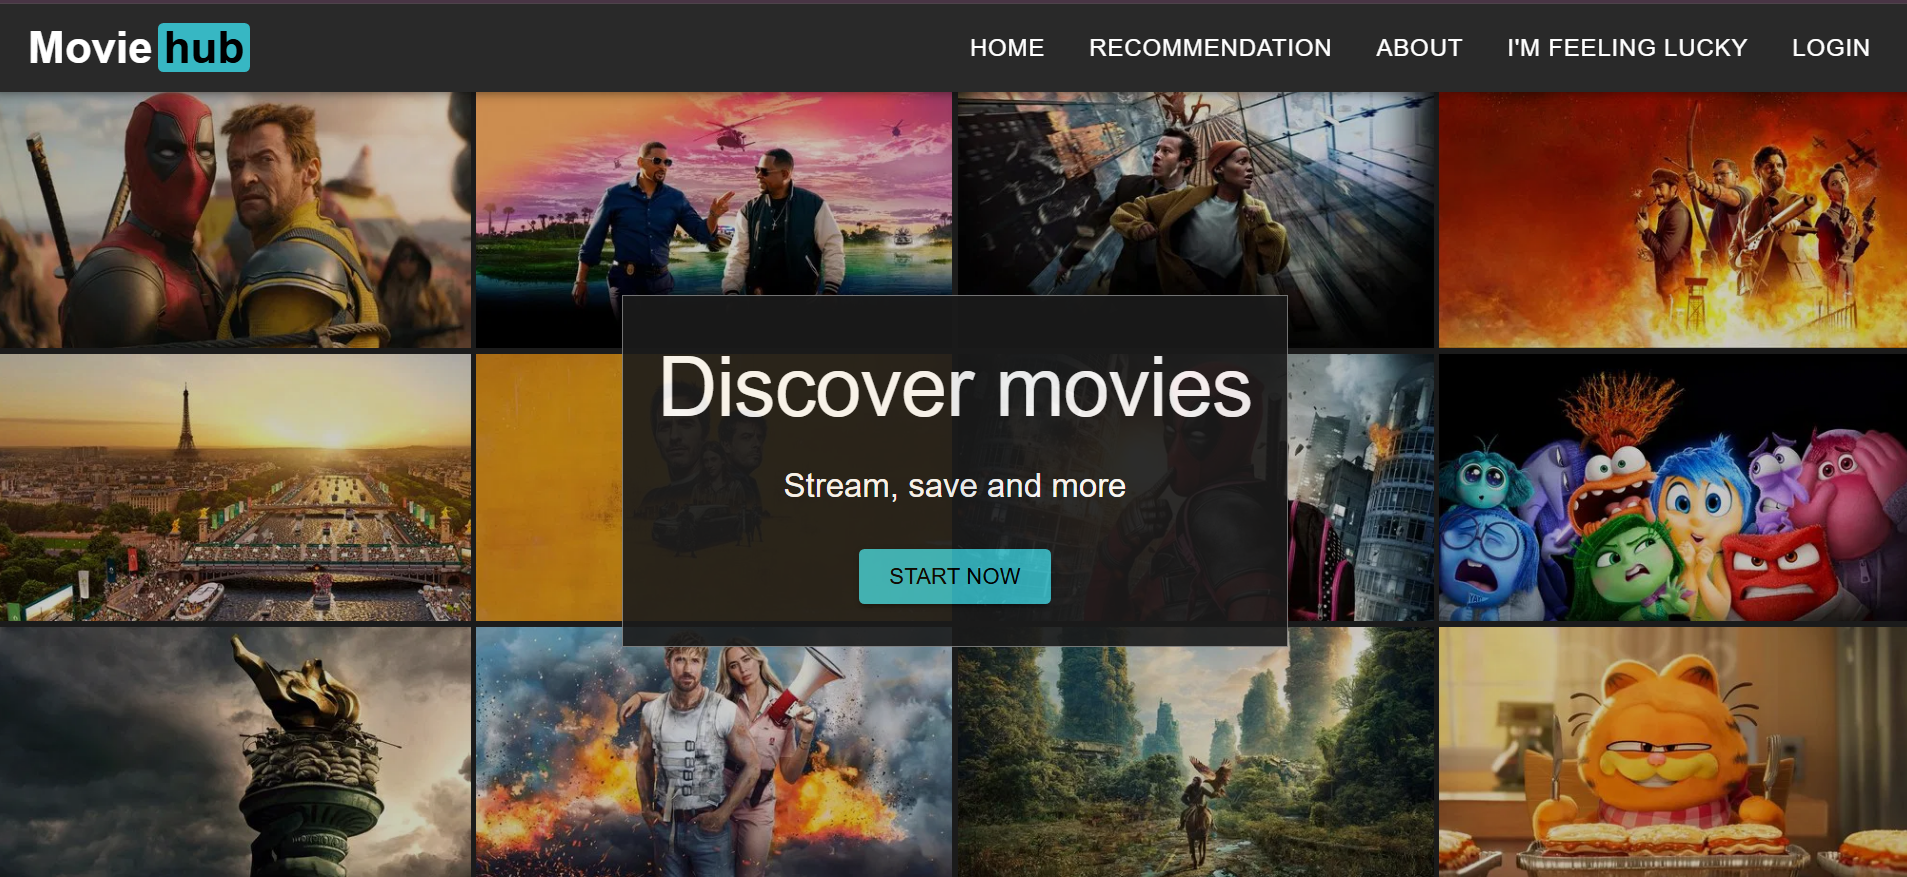 Movie hub
HOME RECOMMENDATION ABOUT I'M FEELING LUCKY LOGIN
Discover movies
Stream, save and more
START NOW